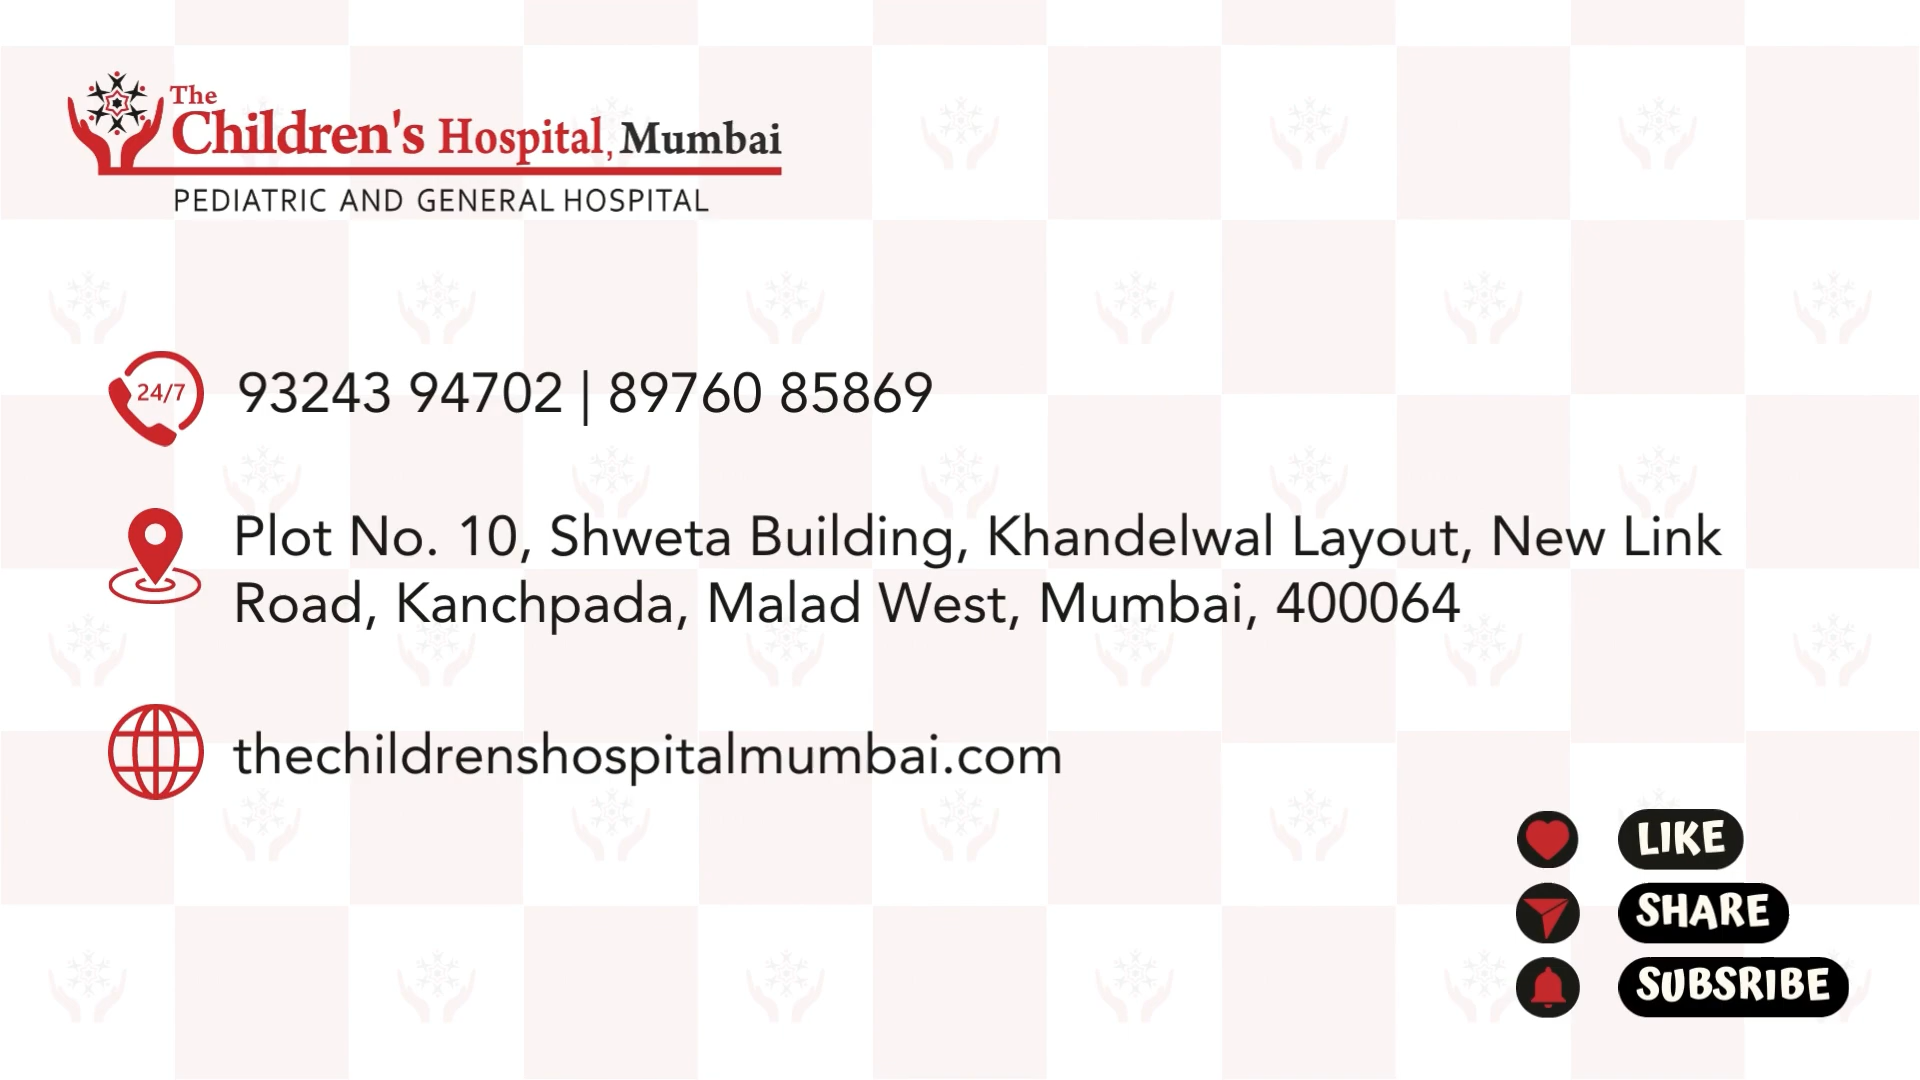 The
Children's Hospital, Mumbai
PEDIATRIC AND GENERAL HOSPITAL
24/7
93243 94702 | 89760 85869
Plot No. 10, Shweta Building, Khandelwal Layout, New Link
Road, Kanchpada, Malad West, Mumbai, 400064
thechildrenshospitalmumbai.com
LIKE
SHARE
SUBSRIBE